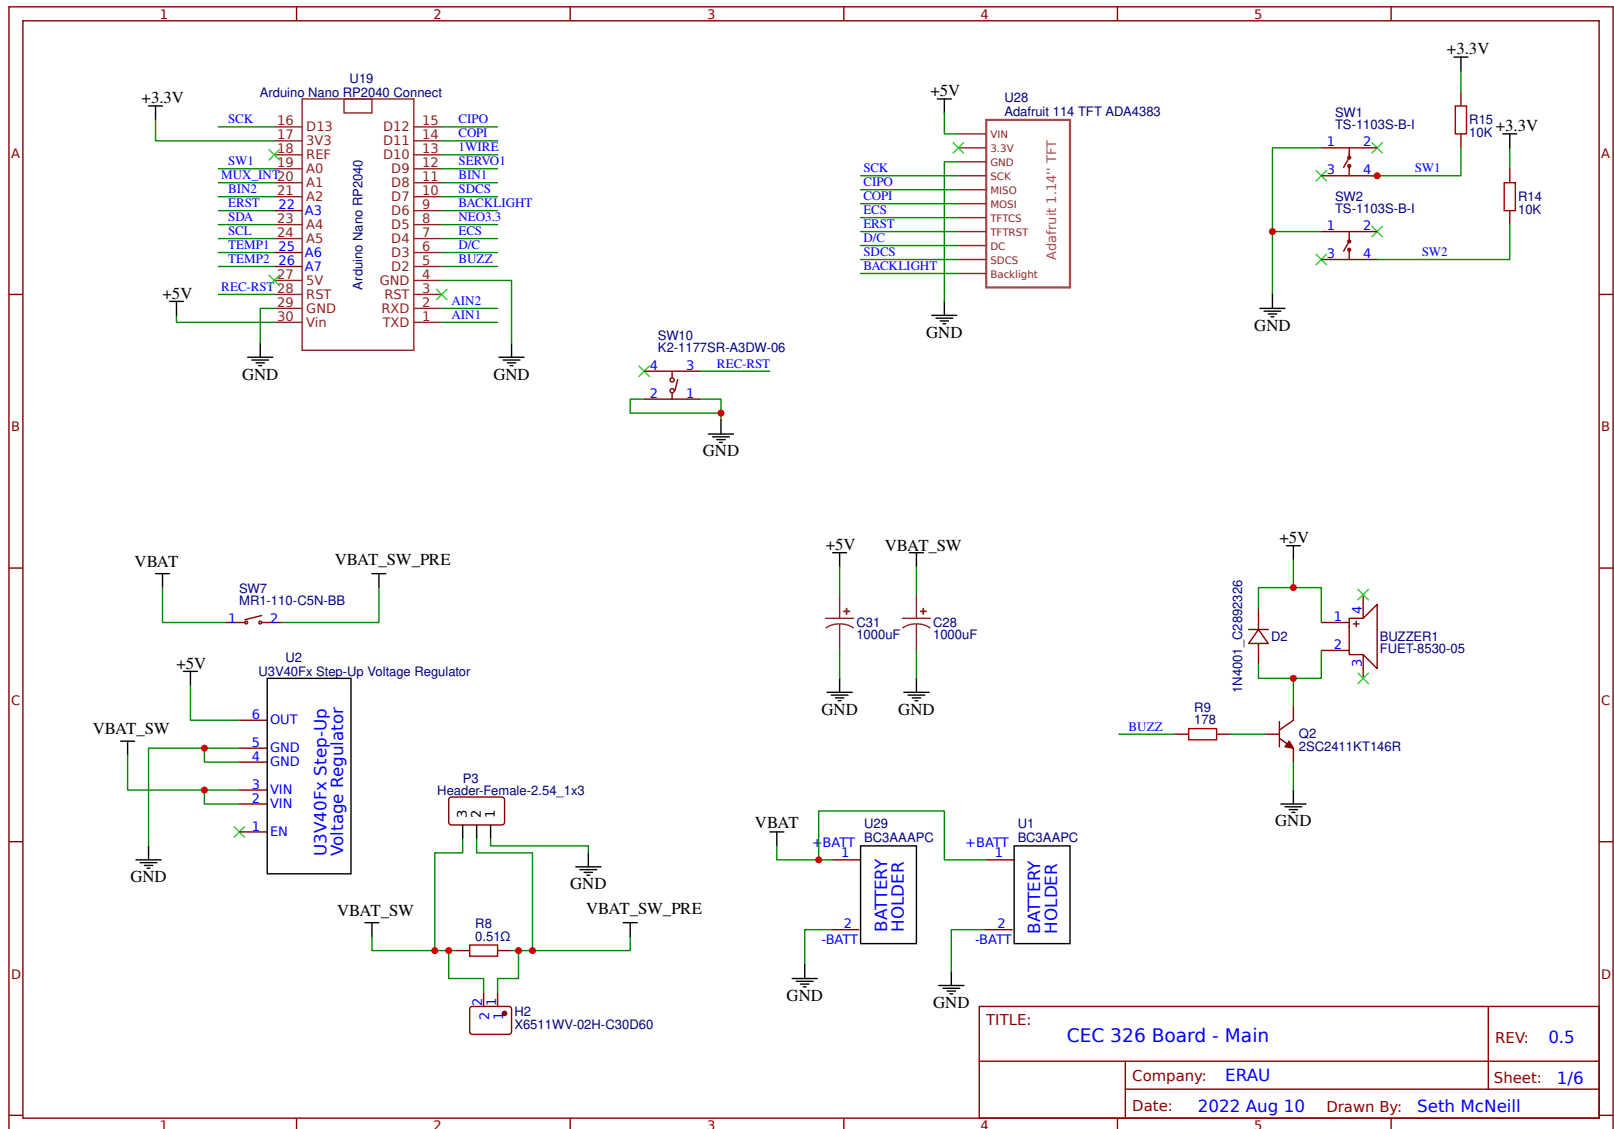 1 2 3 4 5
A
B
C
D
A
B
C
D
1 2 3 4 5
U19
Arduino Nano RP2040 Connect
+3.3V
SCK 16 D13
17 3V3
18 REF
SW1 19 A0
MUX_INT 20 A1
BIN2 21 A2
ERST 22 A3
SDA 23 A4
SCL 24 A5
TEMP1 25 A6
TEMP2 26 A7
27 5V
REC-RST 28 RST
29 GND
30 Vin
+5V
GND
Arduino Nano RP2040
D12 15 CIPO
D11 14 COPI
D10 13 1WIRE
D9 12 SERVO1
D8 11 BIN1
D7 10 SDCS
D6 9 BACKLIGHT
D5 8 NEO3.3
D4 7 ECS
D3 6 D/C
D2 5 BUZZ
GND 4
RST 3
RXD 2 AIN2
TXD 1 AIN1
GND
SW10
K2-1177SR-A3DW-06
4 3 REC-RST
2 1
GND
+5V
U28
Adafruit 114 TFT ADA4383
VIN
3.3V
GND
SCK SCK
CIPO MISO
COPI MOSI
ECS TFTCS
ERST TFTRST
D/C DC
SDCS SDCS
BACKLIGHT Backlight
Adafruit 1.14" TFT
GND
+3.3V
R15
10K
+3.3V
R14
10K
SW1
TS-1103S-B-I
1 2
3 4 SW1
SW2
TS-1103S-B-I
1 2
3 4 SW2
GND
VBAT
VBAT_SW_PRE
SW7
MR1-110-C5N-BB
1 2
U2
U3V40Fx Step-Up Voltage Regulator
+5V
VBAT_SW
6 OUT
5 GND
4 GND
3 VIN
2 VIN
1 EN
U3V40Fx Step-Up
Voltage Regulator
GND
P3
Header-Female-2.54_1x3
3 2 1
GND
VBAT_SW
R8
0.51Ω
VBAT_SW_PRE
2 1
2 1
H2
X6511WV-02H-C30D60
+5V
C31
1000uF
GND
VBAT_SW
C28
1000uF
GND
VBAT
U29
BC3AAAPC
+BATT
1
2
-BATT
BATTERY
HOLDER
GND
U1
BC3AAPC
+BATT
1
2
-BATT
BATTERY
HOLDER
GND
+5V
1N4001_C2892326
D2
1
2
4
3
+
BUZZER1
FUET-8530-05
BUZZ
R9
178
Q2
2SC2411KT146R
GND
TITLE:
CEC 326 Board - Main
REV: 0.5
Company: ERAU
Sheet: 1/6
Date: 2022 Aug 10 Drawn By: Seth McNeill